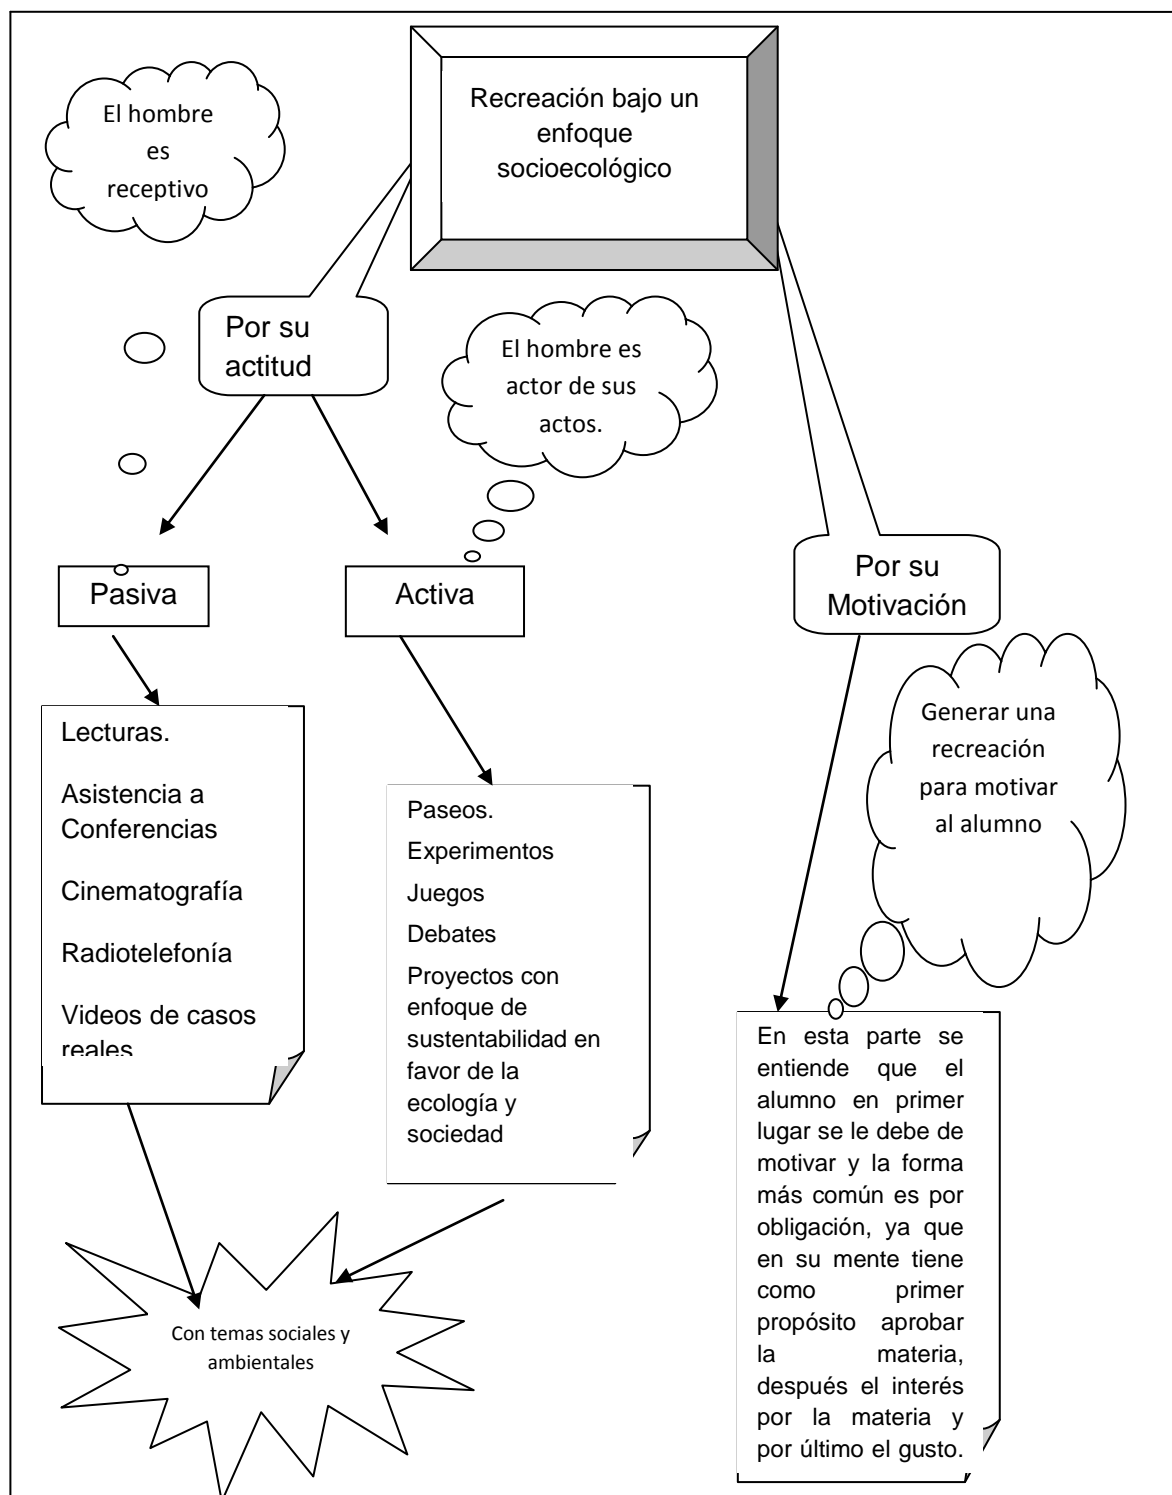 Recreación bajo un
enfoque
socioecológico
El hombre
es
receptivo
Por su
actitud
El hombre es
actor de sus
actos.
Pasiva
Activa
Por su
Motivación
Lecturas.
Asistencia a
Conferencias
Cinematografía
Radiotelefonía
Videos de casos
reales
Paseos.
Experimentos
Juegos
Debates
Proyectos con
enfoque de
sustentabilidad en
favor de la
ecología y
sociedad
Generar una
recreación
para motivar
al alumno
En esta parte se
entiende que el
alumno en primer
lugar se le debe de
motivar y la forma
más común es por
obligación, ya que
en su mente tiene
como primer
propósito aprobar
la materia,
después el interés
por la materia y
por último el gusto.
Con temas sociales y
ambientales